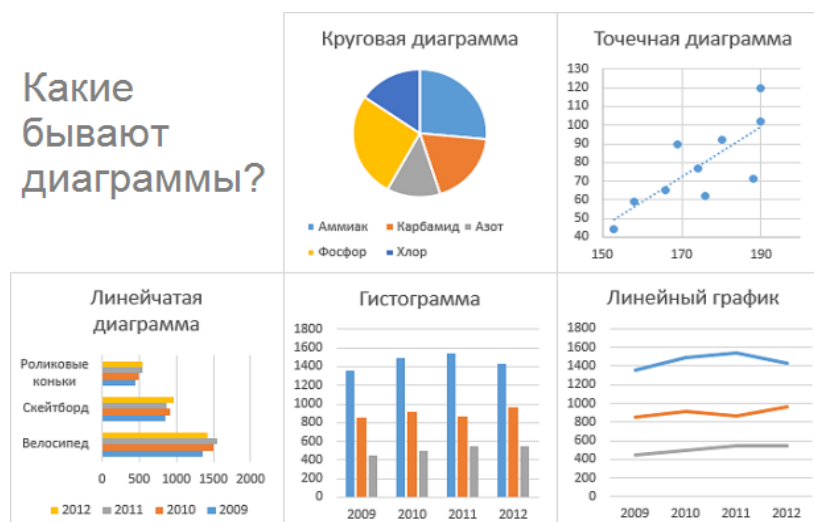 Какие
бывают
диаграммы?
Круговая диаграмма
Аммиак Карбамид Азот
Фосфор Хлор
Точечная диаграмма
130
120
110
100
90
80
70
60
50
40
150 170 190
Линейчатая
диаграмма
Роликовые
коньки
Скейтборд
Велосипед
0 500 1000 1500 2000
2012 2011 2010 2009
Гистограмма
1800
1600
1400
1200
1000
800
600
400
200
0
2009 2010 2011 2012
Линейный график
1800
1600
1400
1200
1000
800
600
400
200
0
2009 2010 2011 2012